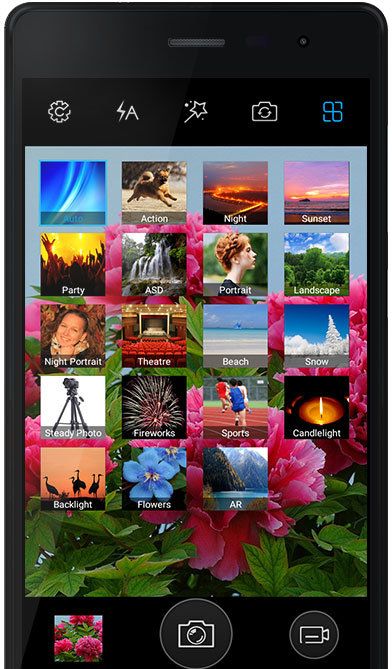 A
Auto
Action
Night
Sunset
Party
ASD
Portrait
Landscape
Night Portrait
Theatre
Beach
Snow
Steady Photo
Fireworks
Sports
Candlelight
Backlight
Flowers
AR